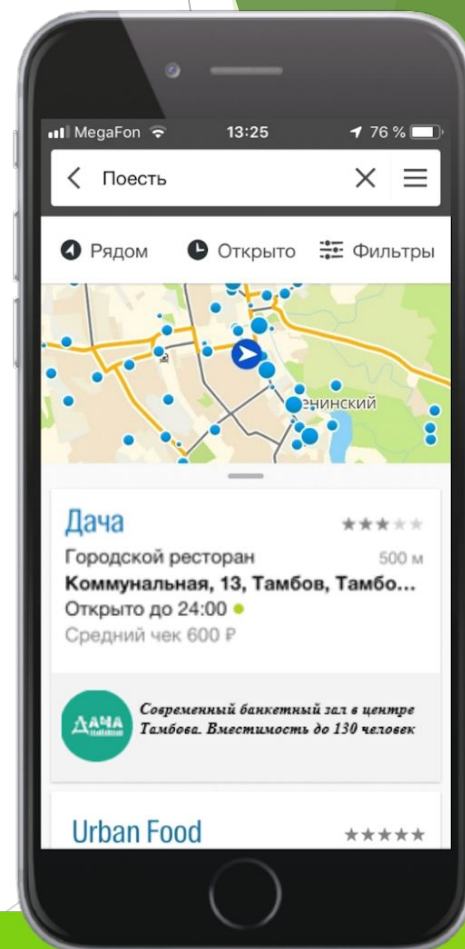 MegaFon 13:25 76 %
Поесть
Рядом Открыто Фильтры
енинский
Дача
Городской ресторан 500 м
Коммунальная, 13, Тамбов, Тамбо...
Открыто до 24:00
Средний чек 600 ₽
ДАЧА
Современный банкетный зал в центре
Тамбова. Вместимость до 130 человек
Urban Food